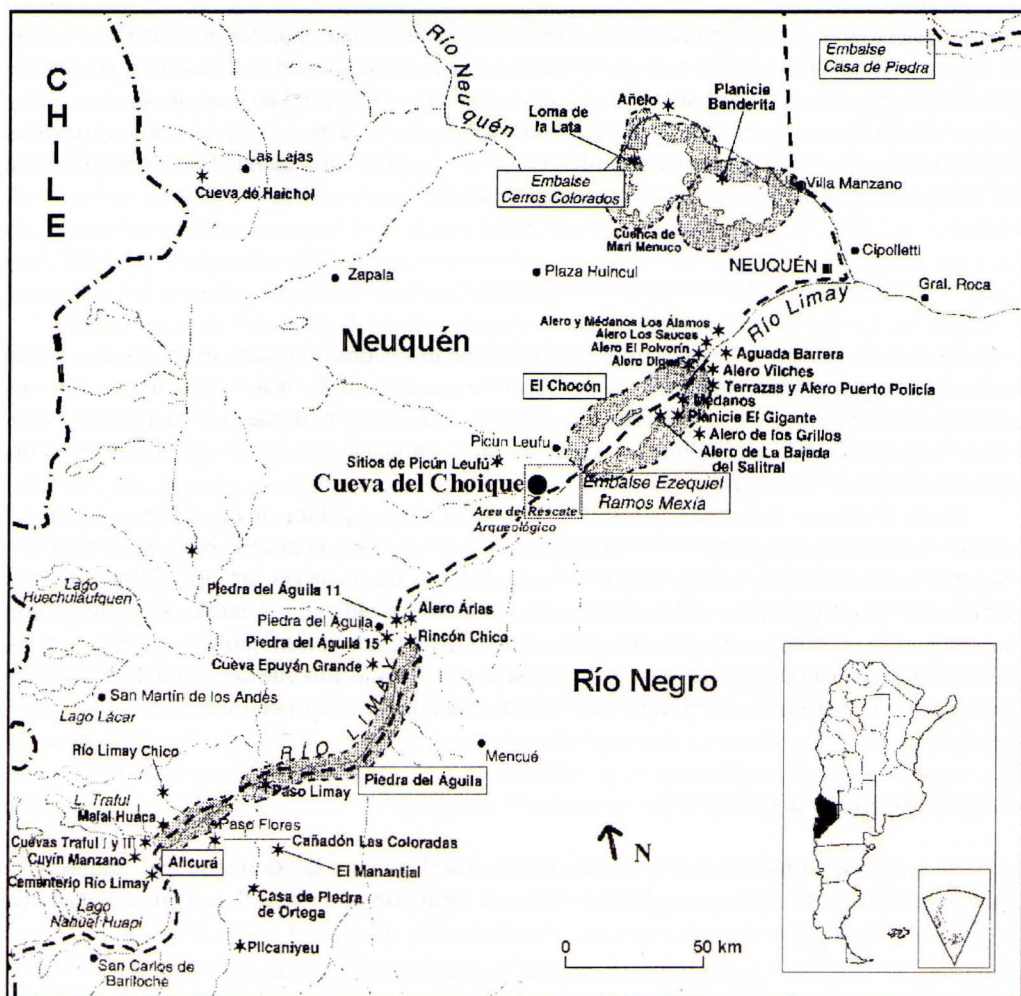 CHILE
Río Neuquén
Embalse
Casa de Piedra
Añelo
Planicie
Banderita
Loma de
la Lata
Las Lajas
Cueva de Haichol
Embalse
Cerros Colorados
Villa Manzano
Cuenca de
Mari Menuco
Cipolletti
NEUQUÉN
Zapala
Plaza Huincul
Gral. Roca
Río Limay
Neuquén
Alero y Médanos Los Álamos
Alero Los Sauces
Alero El Polvorín
Alero Dique
Aguada Barrera
Alero Vilches
El Chocón
Terrazas y Alero Puerto Policía
Médanos
Planicie El Gigante
Picún Leufú
Alero de los Grillos
Alero de La Bajada
del Salitral
Sitios de Picún Leufú
Cueva del Choique
Embalse Ezequiel
Ramos Mexía
Area del Rescate
Arqueológico
Lago
Huechulaufquen
Piedra del Águila 11
Piedra del Águila
Alero Árias
Piedra del Águila 15
Rincón Chico
Cueva Epuyán Grande
Río Negro
San Martín de los Andes
Lago Lácar
RÍO LIMAY
Río Limay Chico
Mencué
Piedra del Águila
L. Traful
Paso Limay
Malal Huaca
Paso Flores
Cuevas Traful I y III
Cañadón Las Coloradas
Cuyín Manzano
Alicurá
El Manantial
Cementerio Río Limay
N
Casa de Piedra
de Ortega
Lago
Nahuel Huapi
Pilcaniyeu
0 50 km
San Carlos de
Bariloche